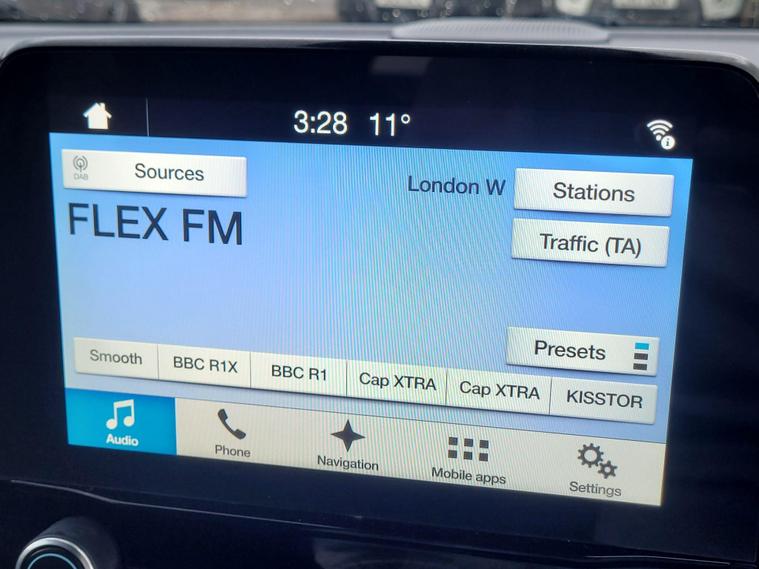 3:28 11°
DAB
Sources
London W
Stations
FLEX FM
Traffic (TA)
Presets
Smooth
BBC R1X
BBC R1
Cap XTRA
Cap XTRA
KISSTOR
Audio
Phone
Navigation
Mobile apps
Settings